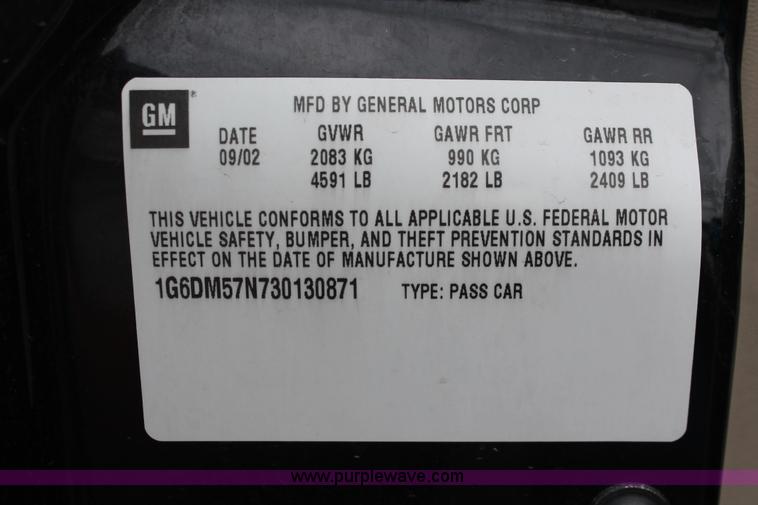 GM
MFD BY GENERAL MOTORS CORP
DATE GVWR GAWR FRT GAWR RR
09/02 2083 KG 990 KG 1093 KG
4591 LB 2182 LB 2409 LB
THIS VEHICLE CONFORMS TO ALL APPLICABLE U.S. FEDERAL MOTOR
VEHICLE SAFETY, BUMPER, AND THEFT PREVENTION STANDARDS IN
EFFECT ON THE DATE OF MANUFACTURE SHOWN ABOVE.
1G6DM57N730130871 TYPE: PASS CAR
www.purplewave.com